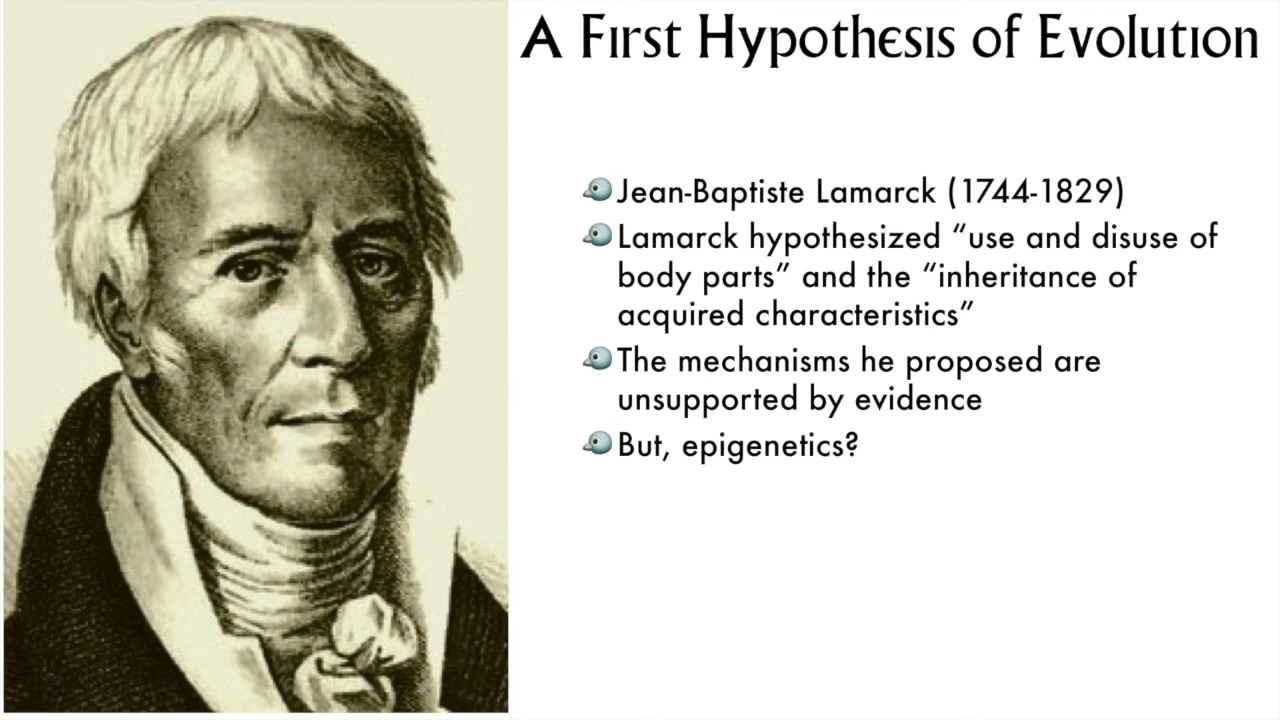 A First Hypothesis of Evolution
Jean-Baptiste Lamarck (1744-1829)
Lamarck hypothesized “use and disuse of
body parts” and the “inheritance of
acquired characteristics”
The mechanisms he proposed are
unsupported by evidence
But, epigenetics?